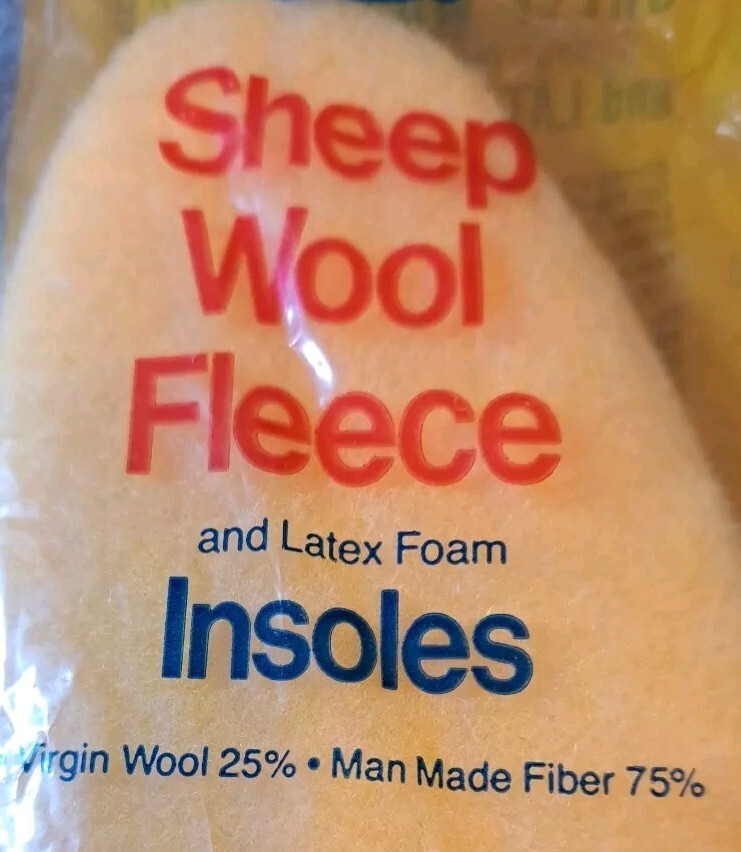 Sheep
Wool
Fleece
and Latex Foam
Insoles
Virgin Wool 25% • Man Made Fiber 75%